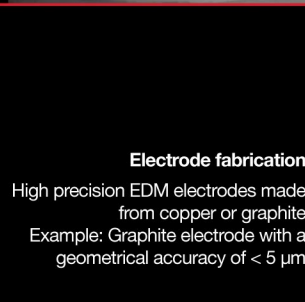 Electrode fabrication
High precision EDM electrodes made
from copper or graphite
Example: Graphite electrode with a
geometrical accuracy of < 5 µm